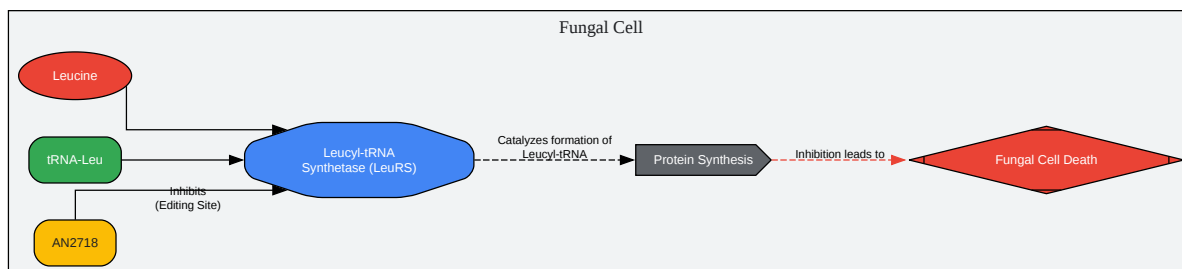 Fungal Cell
Leucine
tRNA-Leu
AN2718
Inhibits
(Editing Site)
Leucyl-tRNA
Synthetase (LeuRS)
Catalyzes formation of
Leucyl-tRNA
Protein Synthesis
Inhibition leads to
Fungal Cell Death